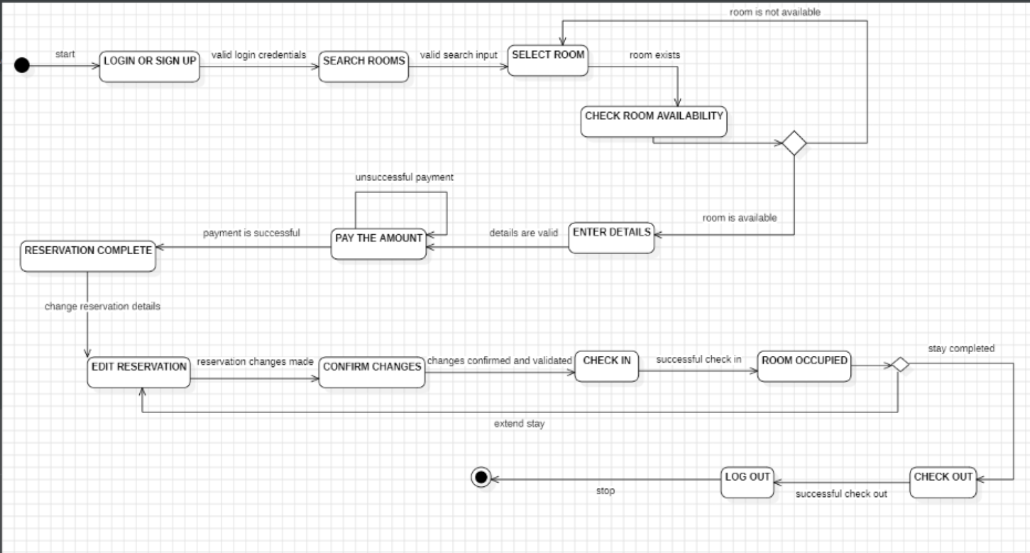 room is not available
start
LOGIN OR SIGN UP
valid login credentials
SEARCH ROOMS
valid search input
SELECT ROOM
room exists
CHECK ROOM AVAILABILITY
unsuccessful payment
room is available
RESERVATION COMPLETE
payment is successful
PAY THE AMOUNT
details are valid
ENTER DETAILS
change reservation details
EDIT RESERVATION
reservation changes made
CONFIRM CHANGES
changes confirmed and validated
CHECK IN
successful check in
ROOM OCCUPIED
stay completed
extend stay
stop
LOG OUT
successful check out
CHECK OUT